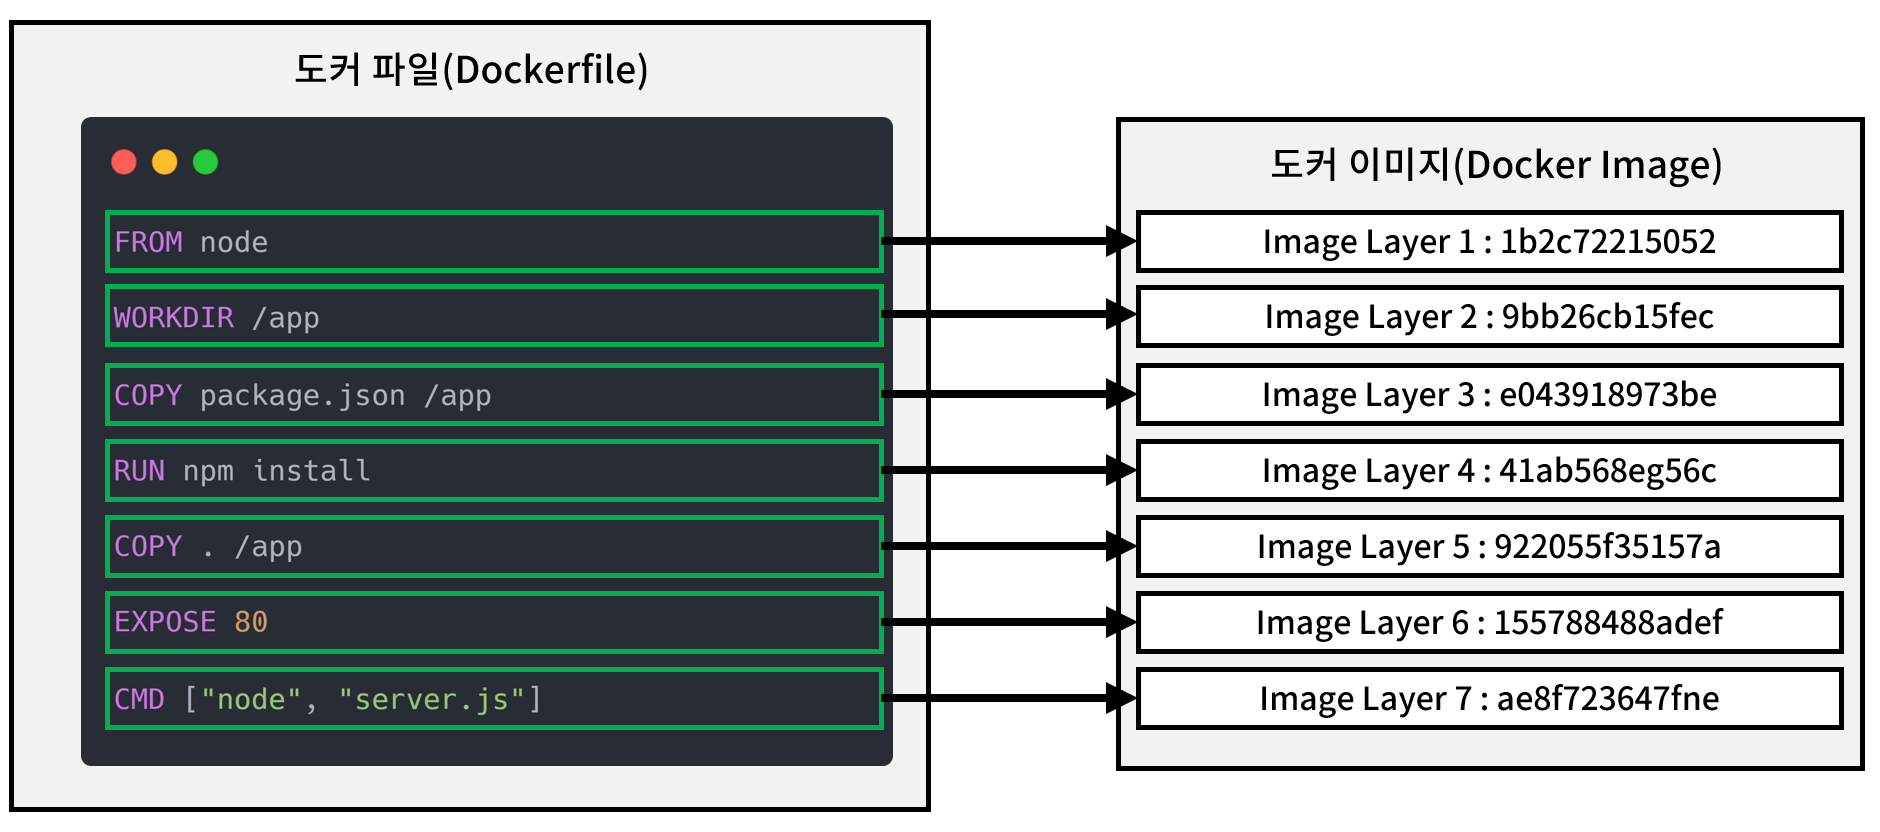 도커 파일(Dockerfile)
FROM node
WORKDIR /app
COPY package.json /app
RUN npm install
COPY . /app
EXPOSE 80
CMD ["node", "server.js"]
도커 이미지(Docker Image)
Image Layer 1 : 1b2c72215052
Image Layer 2 : 9bb26cb15fec
Image Layer 3 : e043918973be
Image Layer 4 : 41ab568eg56c
Image Layer 5 : 922055f35157a
Image Layer 6 : 155788488adef
Image Layer 7 : ae8f723647fne